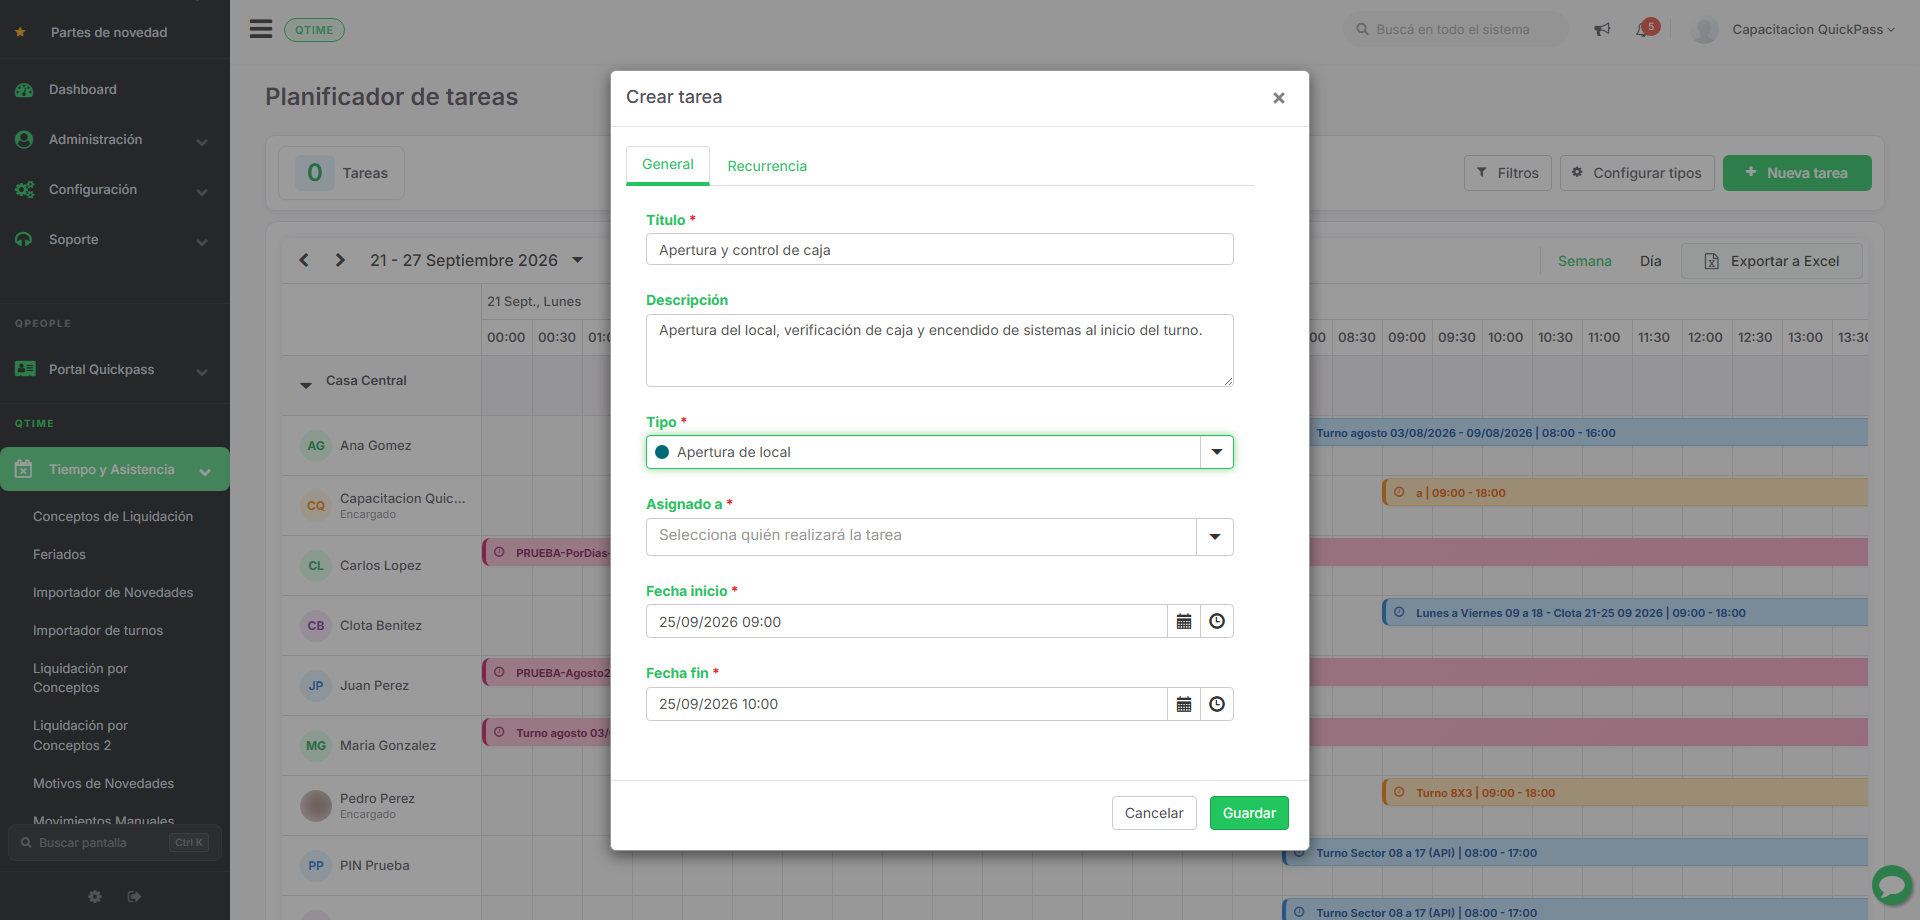 Partes de novedad
Dashboard
Administración
Configuración
Soporte
QPEOPLE
Portal Quickpass
QTIME
Tiempo y Asistencia
Conceptos de Liquidación
Feriados
Importador de Novedades
Importador de turnos
Liquidación por
Conceptos
Liquidación por
Conceptos 2
Motivos de Novedades
Movimientos Manuales
Buscar pantalla
Ctrl K
QTIME
Buscá en todo el sistema
5
Capacitacion QuickPass
Planificador de tareas
0 Tareas
Filtros
Configurar tipos
Nueva tarea
21 - 27 Septiembre 2026
Semana
Día
Exportar a Excel
21 Sept., Lunes
00:00 00:30 01:0
00 08:30 09:00 09:30 10:00 10:30 11:00 11:30 12:00 12:30 13:00 13:30
Casa Central
AG Ana Gomez
Turno agosto 03/08/2026 - 09/08/2026 | 08:00 - 16:00
CQ Capacitacion Quic...
Encargado
a | 09:00 - 18:00
CL Carlos Lopez
PRUEBA-PorDias-
CB Clota Benitez
Lunes a Viernes 09 a 18 - Clota 21-25 09 2026 | 09:00 - 18:00
JP Juan Perez
PRUEBA-Agosto2
MG Maria Gonzalez
Turno agosto 03/
Pedro Perez
Encargado
Turno 8X3 | 09:00 - 18:00
PP PIN Prueba
Turno Sector 08 a 17 (API) | 08:00 - 17:00
Turno Sector 08 a 17 (API) | 08:00 - 17:00
Crear tarea
×
General
Recurrencia
Título *
Apertura y control de caja
Descripción
Apertura del local, verificación de caja y encendido de sistemas al inicio del turno.
Tipo *
Apertura de local
Asignado a *
Selecciona quién realizará la tarea
Fecha inicio *
25/09/2026 09:00
Fecha fin *
25/09/2026 10:00
Cancelar
Guardar